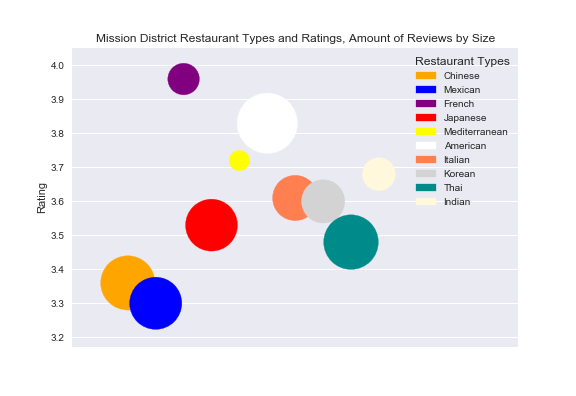 Mission District Restaurant Types and Ratings, Amount of Reviews by Size
Restaurant Types
Chinese
Mexican
French
Japanese
Mediterranean
American
Italian
Korean
Thai
Indian
4.0
3.9
3.8
3.7
3.6
3.5
3.4
3.3
3.2
Rating